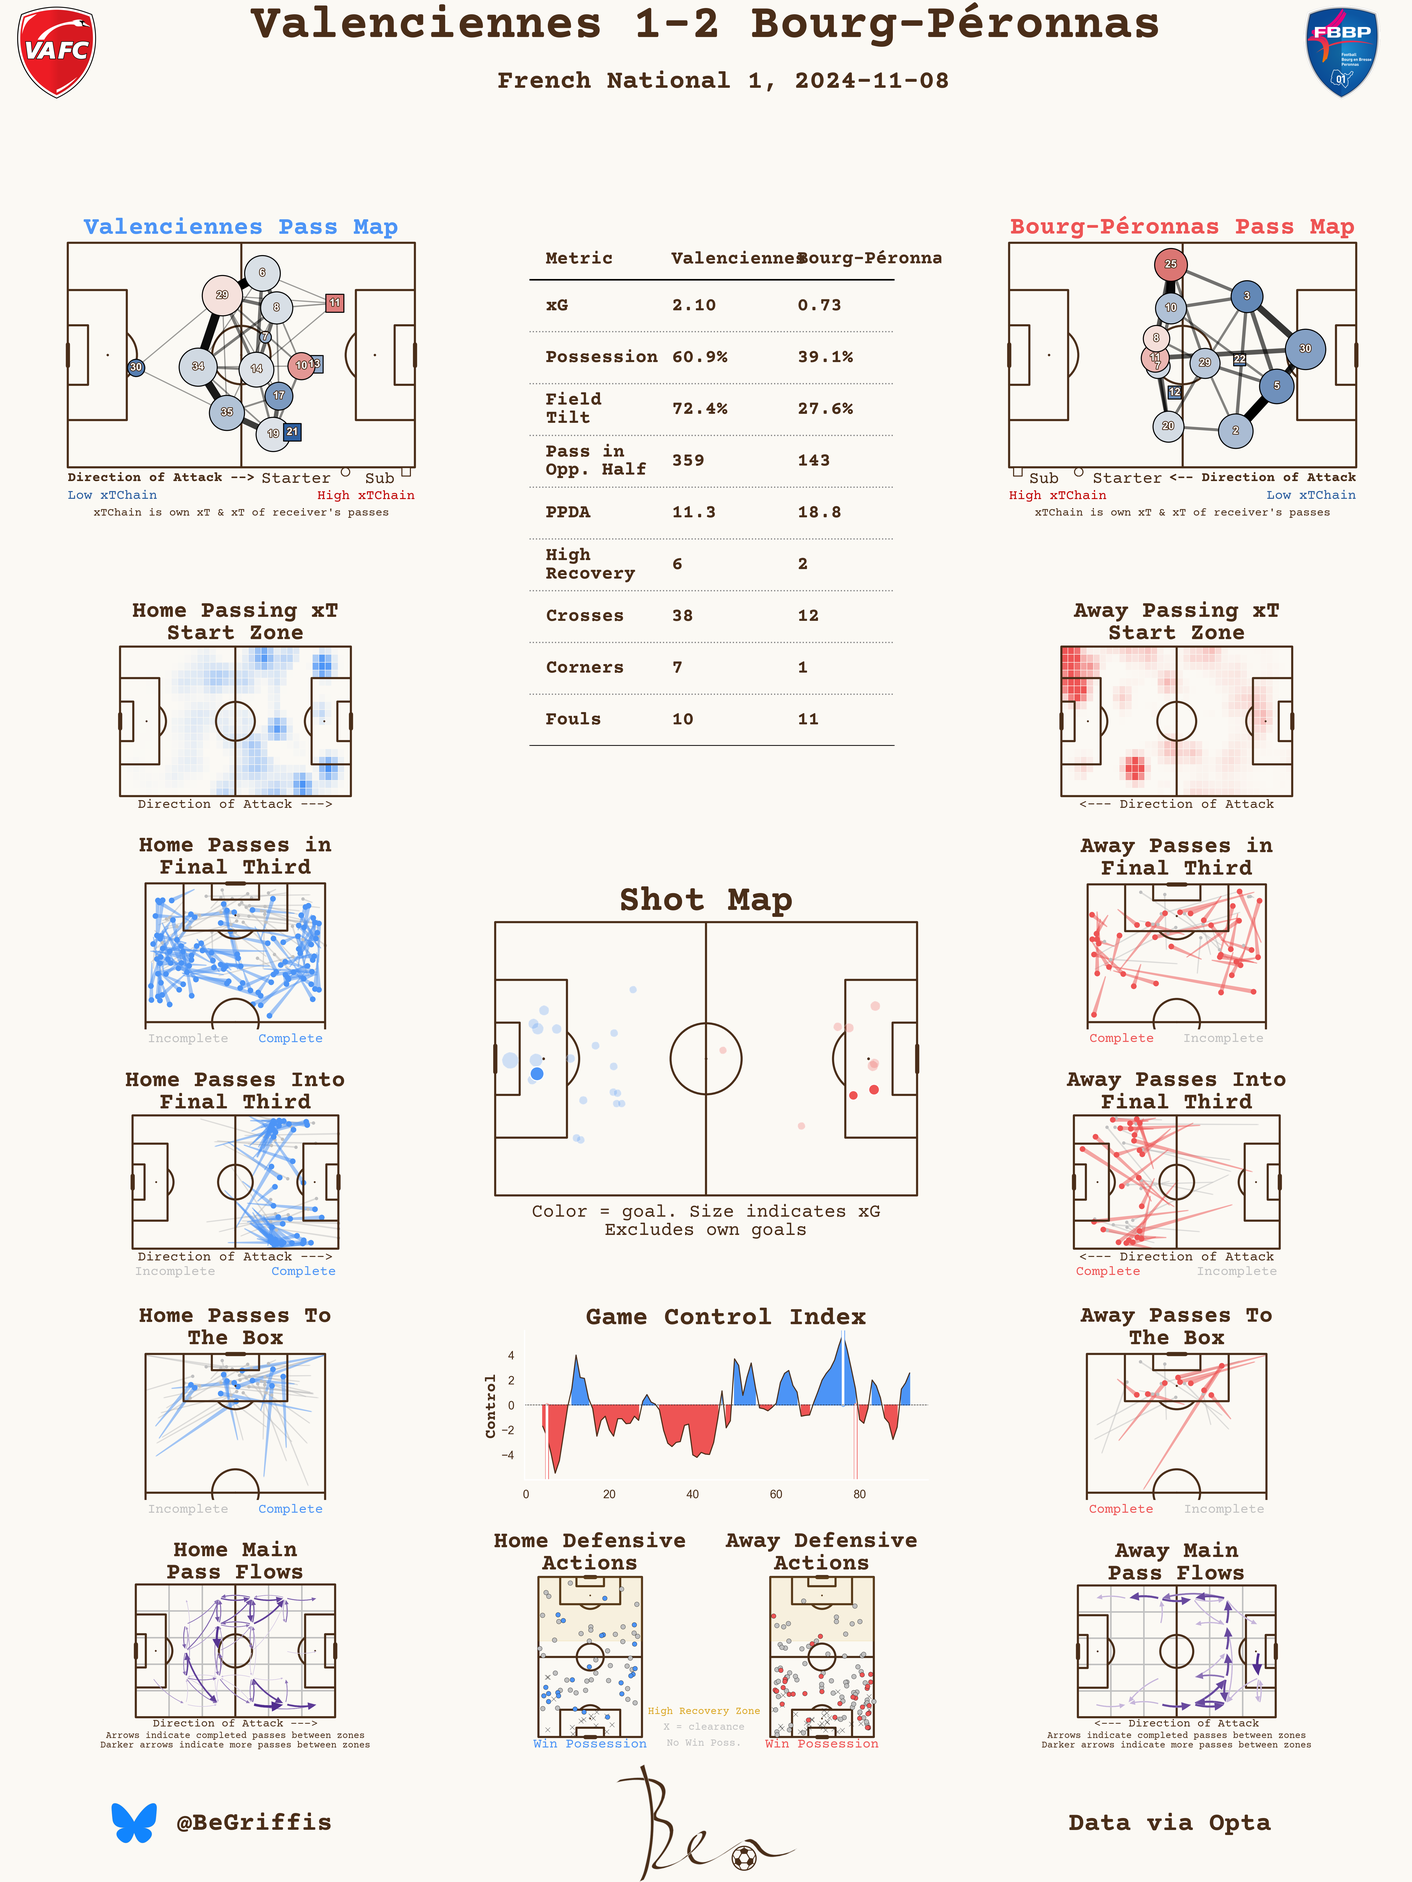 Valenciennes 1-2 Bourg-Péronnas
French National 1, 2024-11-08
VAFC
FBBP
Football
Bourg en Bresse
Peronnas
01
Valenciennes Pass Map
6
29
8
11
7
30
34
14
10
13
17
35
19
21
Direction of Attack --> Starter Sub
Low xTChain High xTChain
xTChain is own xT & xT of receiver's passes
Metric Valenciennes Bourg-Péronna
xG 2.10 0.73
Possession 60.9% 39.1%
Field
Tilt 72.4% 27.6%
Pass in
Opp. Half 359 143
PPDA 11.3 18.8
High
Recovery 6 2
Crosses 38 12
Corners 7 1
Fouls 10 11
Bourg-Péronnas Pass Map
25
3
10
8
11
7
30
29
22
5
12
20
2
Sub Starter <-- Direction of Attack
High xTChain Low xTChain
xTChain is own xT & xT of receiver's passes
Home Passing xT
Start Zone
Direction of Attack --->
Away Passing xT
Start Zone
<--- Direction of Attack
Home Passes in
Final Third
Incomplete Complete
Away Passes in
Final Third
Complete Incomplete
Shot Map
Color = goal. Size indicates xG
Excludes own goals
Home Passes Into
Final Third
Direction of Attack --->
Incomplete Complete
Away Passes Into
Final Third
<--- Direction of Attack
Complete Incomplete
Home Passes To
The Box
Incomplete Complete
Game Control Index
Control
4
2
0
−2
−4
0 20 40 60 80
Away Passes To
The Box
Complete Incomplete
Home Main
Pass Flows
Direction of Attack --->
Arrows indicate completed passes between zones
Darker arrows indicate more passes between zones
Home Defensive
Actions
Win Possession
Away Defensive
Actions
Win Possession
High Recovery Zone
X = clearance
No Win Poss.
Away Main
Pass Flows
<--- Direction of Attack
Arrows indicate completed passes between zones
Darker arrows indicate more passes between zones
@BeGriffis
Ben
Data via Opta